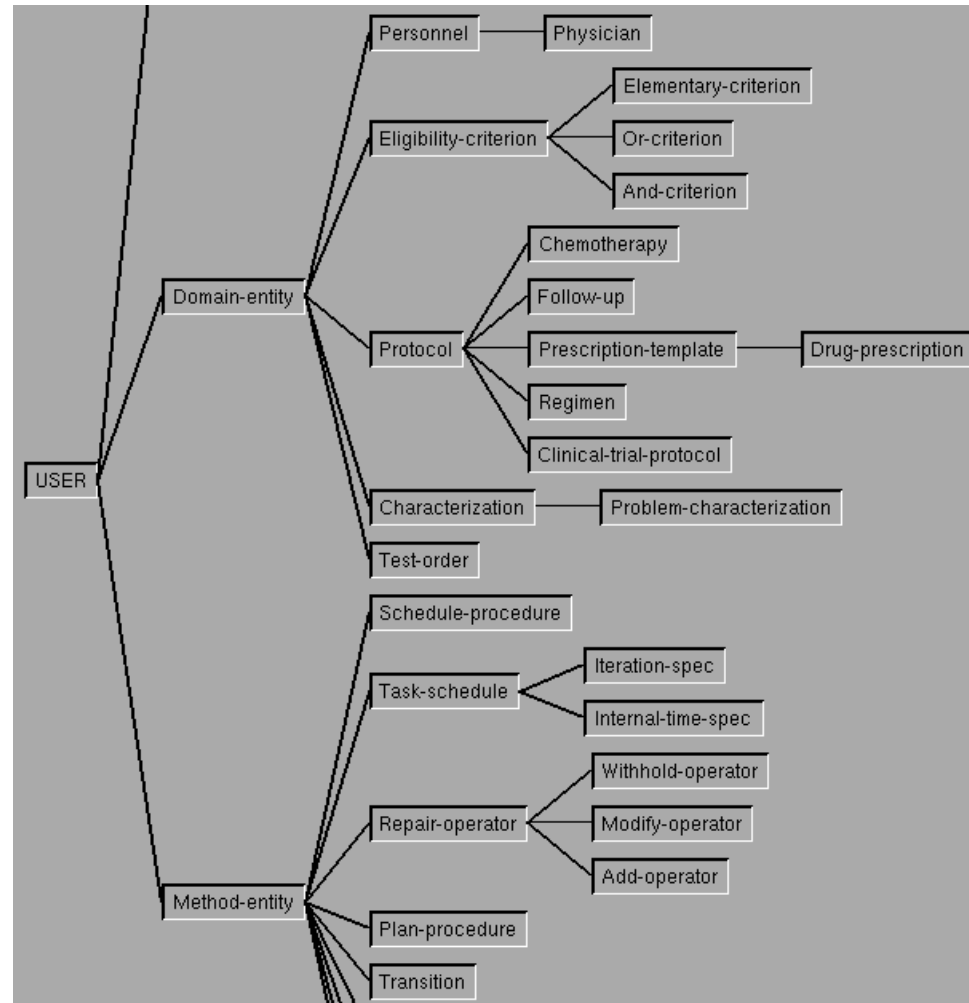 Personnel
Physician
Elementary-criterion
Eligibility-criterion
Or-criterion
And-criterion
Chemotherapy
Domain-entity
Follow-up
Protocol
Prescription-template
Drug-prescription
Regimen
Clinical-trial-protocol
USER
Characterization
Problem-characterization
Test-order
Schedule-procedure
Iteration-spec
Task-schedule
Internal-time-spec
Withhold-operator
Repair-operator
Modify-operator
Add-operator
Method-entity
Plan-procedure
Transition